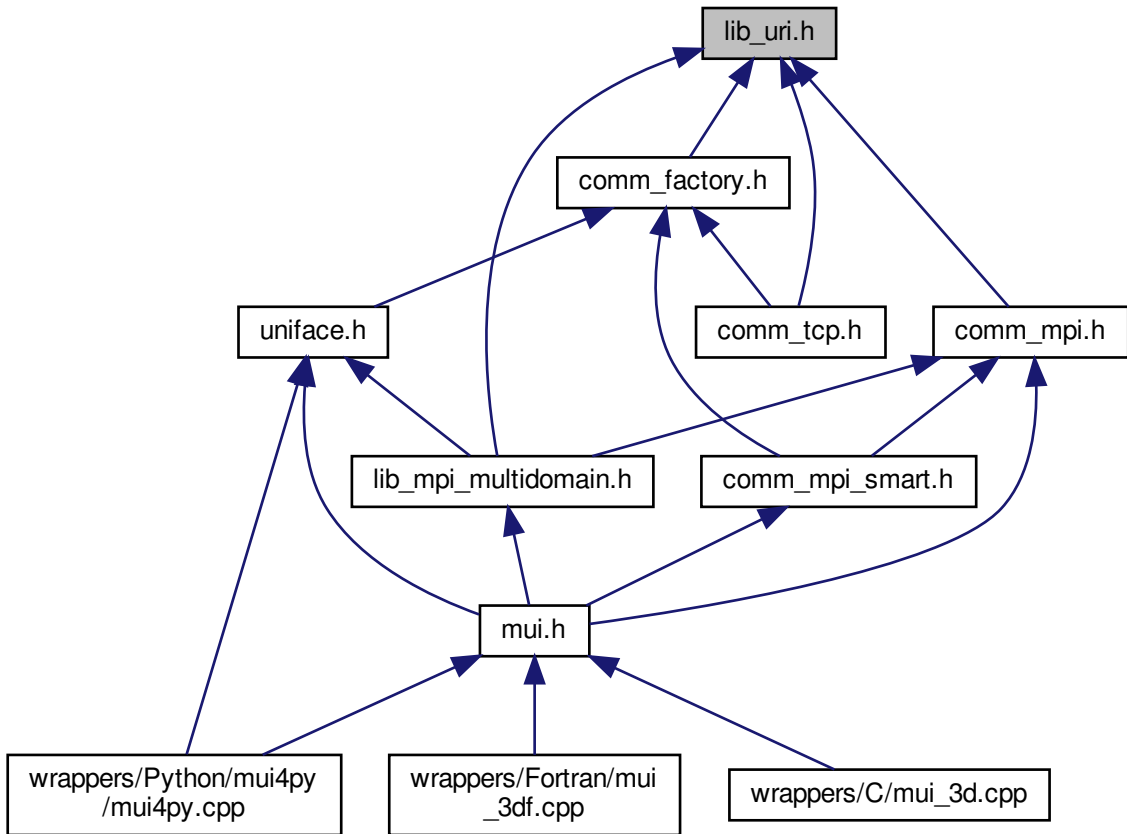 lib_uri.h
comm_factory.h
uniface.h
comm_tcp.h
comm_mpi.h
lib_mpi_multidomain.h
comm_mpi_smart.h
mui.h
wrappers/Python/mui4py
/mui4py.cpp
wrappers/Fortran/mui
_3df.cpp
wrappers/C/mui_3d.cpp